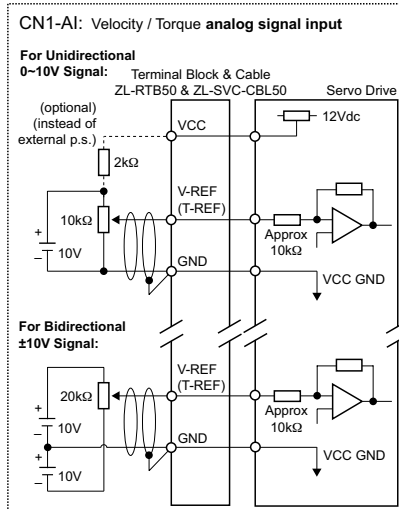 CN1-AI: Velocity / Torque analog signal input
For Unidirectional
0~10V Signal:
Terminal Block & Cable
ZL-RTB50 & ZL-SVC-CBL50
Servo Drive
(optional)
(instead of
external p.s.)
VCC
12Vdc
2kΩ
V-REF
(T-REF)
10kΩ
Approx
10kΩ
+
–
10V
GND
VCC GND
For Bidirectional
±10V Signal:
V-REF
(T-REF)
20kΩ
Approx
10kΩ
+
–
10V
GND
VCC GND
+
–
10V